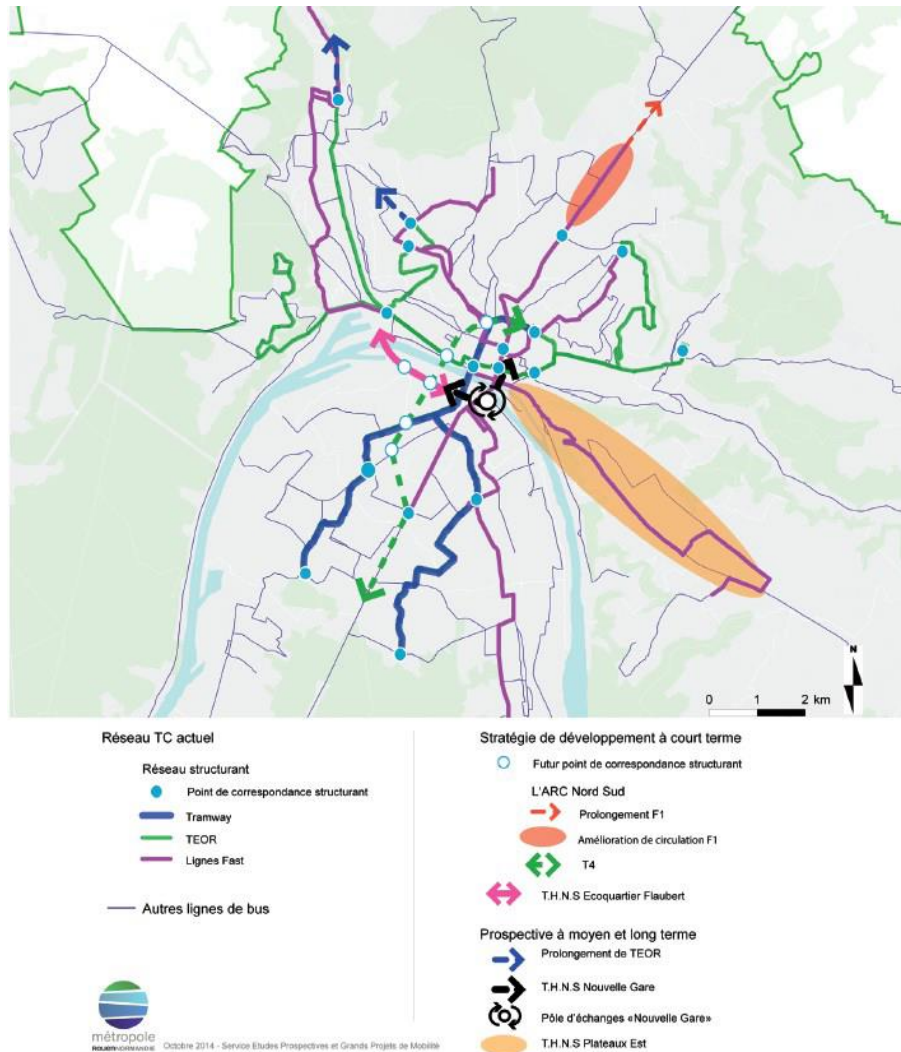 N
0 1 2 km
Réseau TC actuel
Réseau structurant
Point de correspondance structurant
Tramway
TEOR
Lignes Fast
Autres lignes de bus
métropole
ROUENNORMANDIE
Octobre 2014 - Service Etudes Prospectives et Grands Projets de Mobilité
Stratégie de développement à court terme
Futur point de correspondance structurant
L'ARC Nord Sud
Prolongement F1
Amélioration de circulation F1
T4
T.H.N.S Ecoquartier Flaubert
Prospective à moyen et long terme
Prolongement de TEOR
T.H.N.S Nouvelle Gare
Pôle d'échanges «Nouvelle Gare»
T.H.N.S Plateaux Est